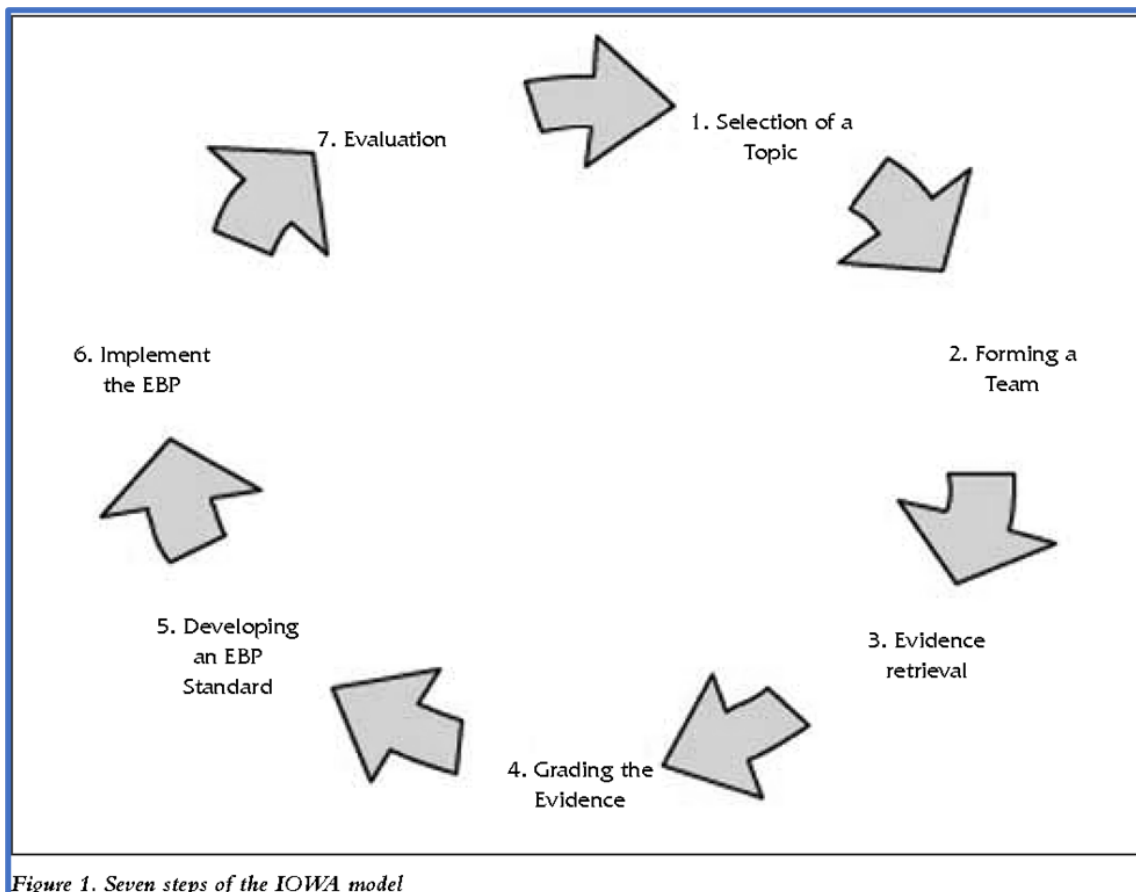 1. Selection of a
Topic
2. Forming a
Team
3. Evidence
retrieval
4. Grading the
Evidence
5. Developing
an EBP
Standard
6. Implement
the EBP
7. Evaluation
Figure 1. Seven steps of the IOWA model